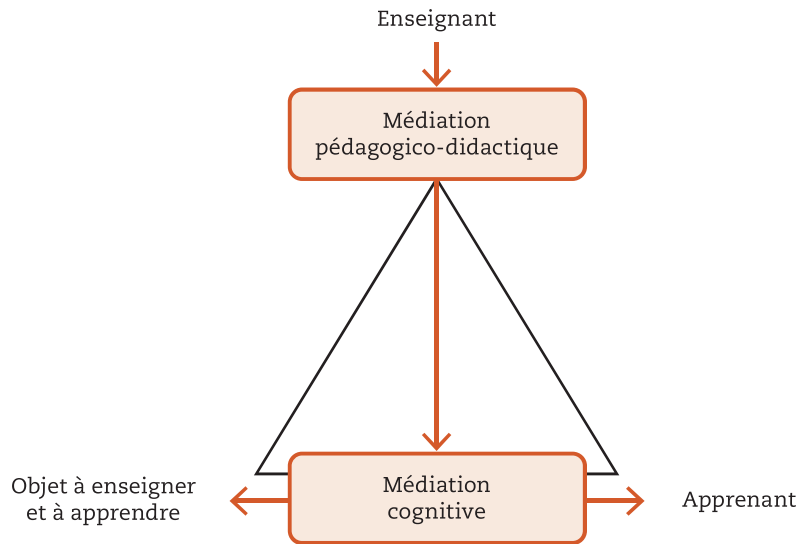 Enseignant
Médiation
pédagogico-didactique
Objet à enseigner
et à apprendre
Médiation
cognitive
Apprenant